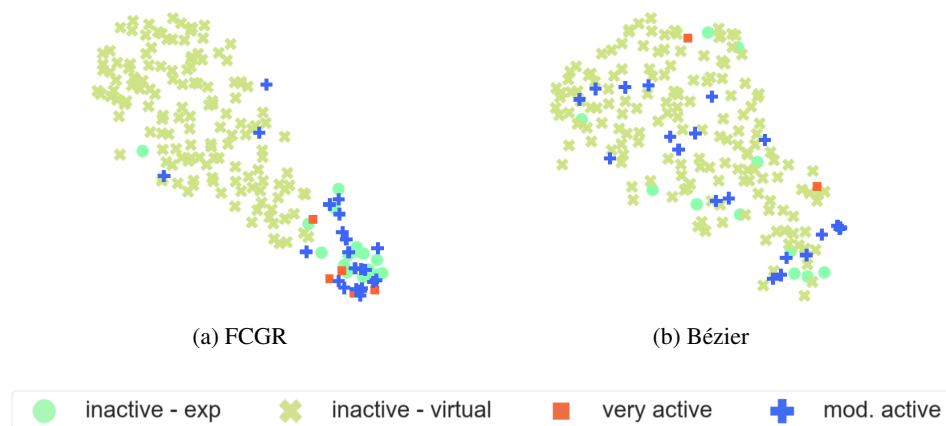 (a) FCGR
(b) Bézier
inactive - exp
inactive - virtual
very active
mod. active